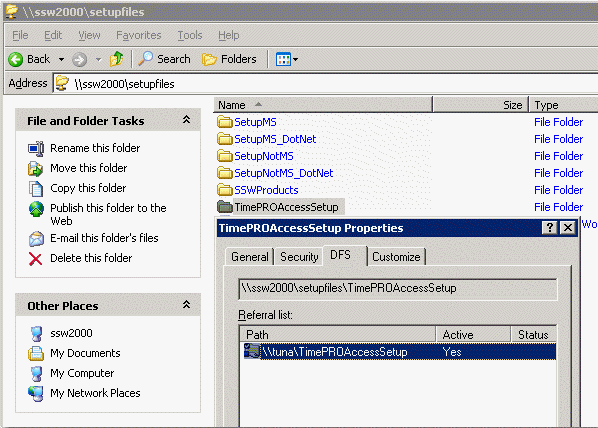 \\ssw2000\setupfiles
File Edit View Favorites Tools Help
Back Search Folders
Address \\ssw2000\setupfiles
Name Size Type
File and Folder Tasks
Rename this folder
Move this folder
Copy this folder
Publish this folder to the
Web
E-mail this folder's files
Delete this folder
Other Places
ssw2000
My Documents
My Computer
My Network Places
SetupMS File Folder
SetupMS_DotNet File Folder
SetupNotMS File Folder
SetupNotMS_DotNet File Folder
SSWProducts File Folder
TimePROAccessSetup File Folder
TimePROAccessSetup Properties
General Security DFS Customize
\\ssw2000\setupfiles\TimePROAccessSetup
Referral list:
Path Active Status
\\tuna\TimePROAccessSetup Yes